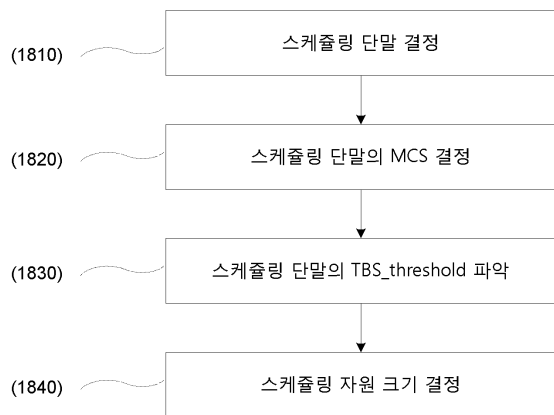 (1810) 스케쥴링 단말 결정
(1820) 스케쥴링 단말의 MCS 결정
(1830) 스케쥴링 단말의 TBS_threshold 파악
(1840) 스케쥴링 자원 크기 결정